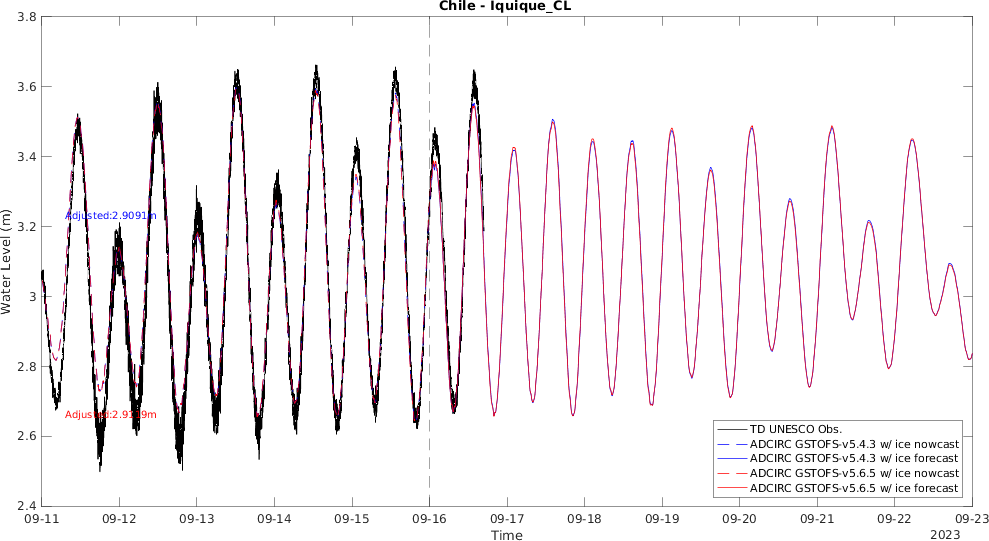 Chile - Iquique_CL
3.8
3.6
3.4
3.2
3
2.8
2.6
2.4
Water Level (m)
Adjusted:2.9091m
Adjusted:2.9119m
TD UNESCO Obs.
ADCIRC GSTOFS-v5.4.3 w/ ice nowcast
ADCIRC GSTOFS-v5.4.3 w/ ice forecast
ADCIRC GSTOFS-v5.6.5 w/ ice nowcast
ADCIRC GSTOFS-v5.6.5 w/ ice forecast
09-11 09-12 09-13 09-14 09-15 09-16 09-17 09-18 09-19 09-20 09-21 09-22 09-23
Time
2023